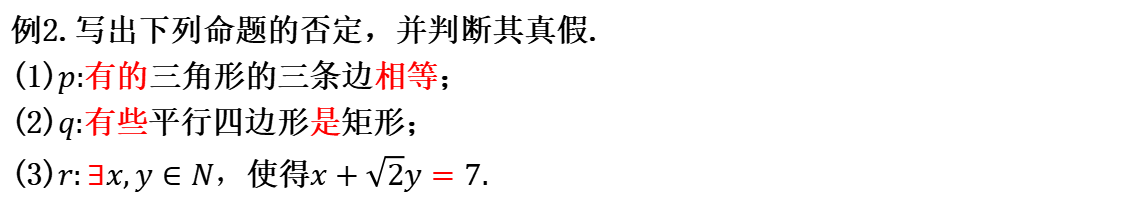 例2. 写出下列命题的否定，并判断其真假.
(1)p:有的三角形的三条边相等；
(2)q:有些平行四边形是矩形；
(3)r: ∃x, y ∈ N，使得x + √2y = 7.